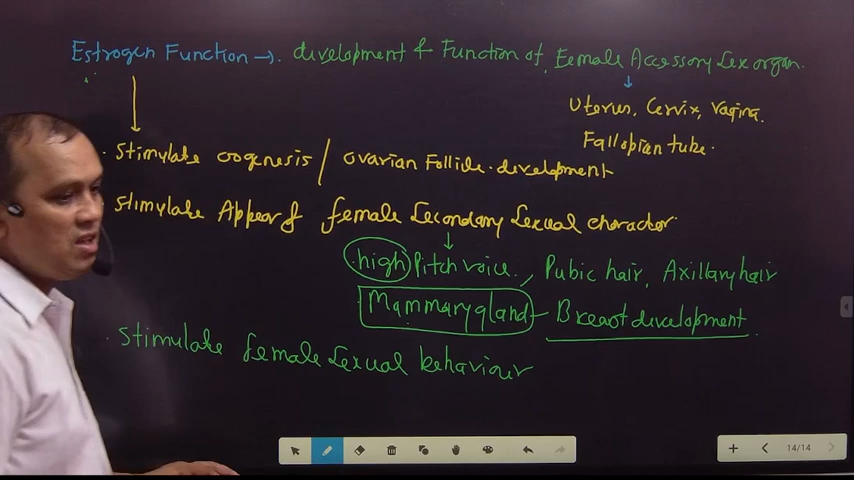 Estrogen Function → development & Function of Female Accessory Sex organ.
Uterus, Cervix, Vagina.
Fallopian tube.
Stimulate oogenesis / ovarian Follicle development
Stimulate Appear of female Secondary Sexual character.
high Pitch voice, Pubic hair, Axillary hair
Mammary gland - Breast development
Stimulate female Sexual behaviour
14/14